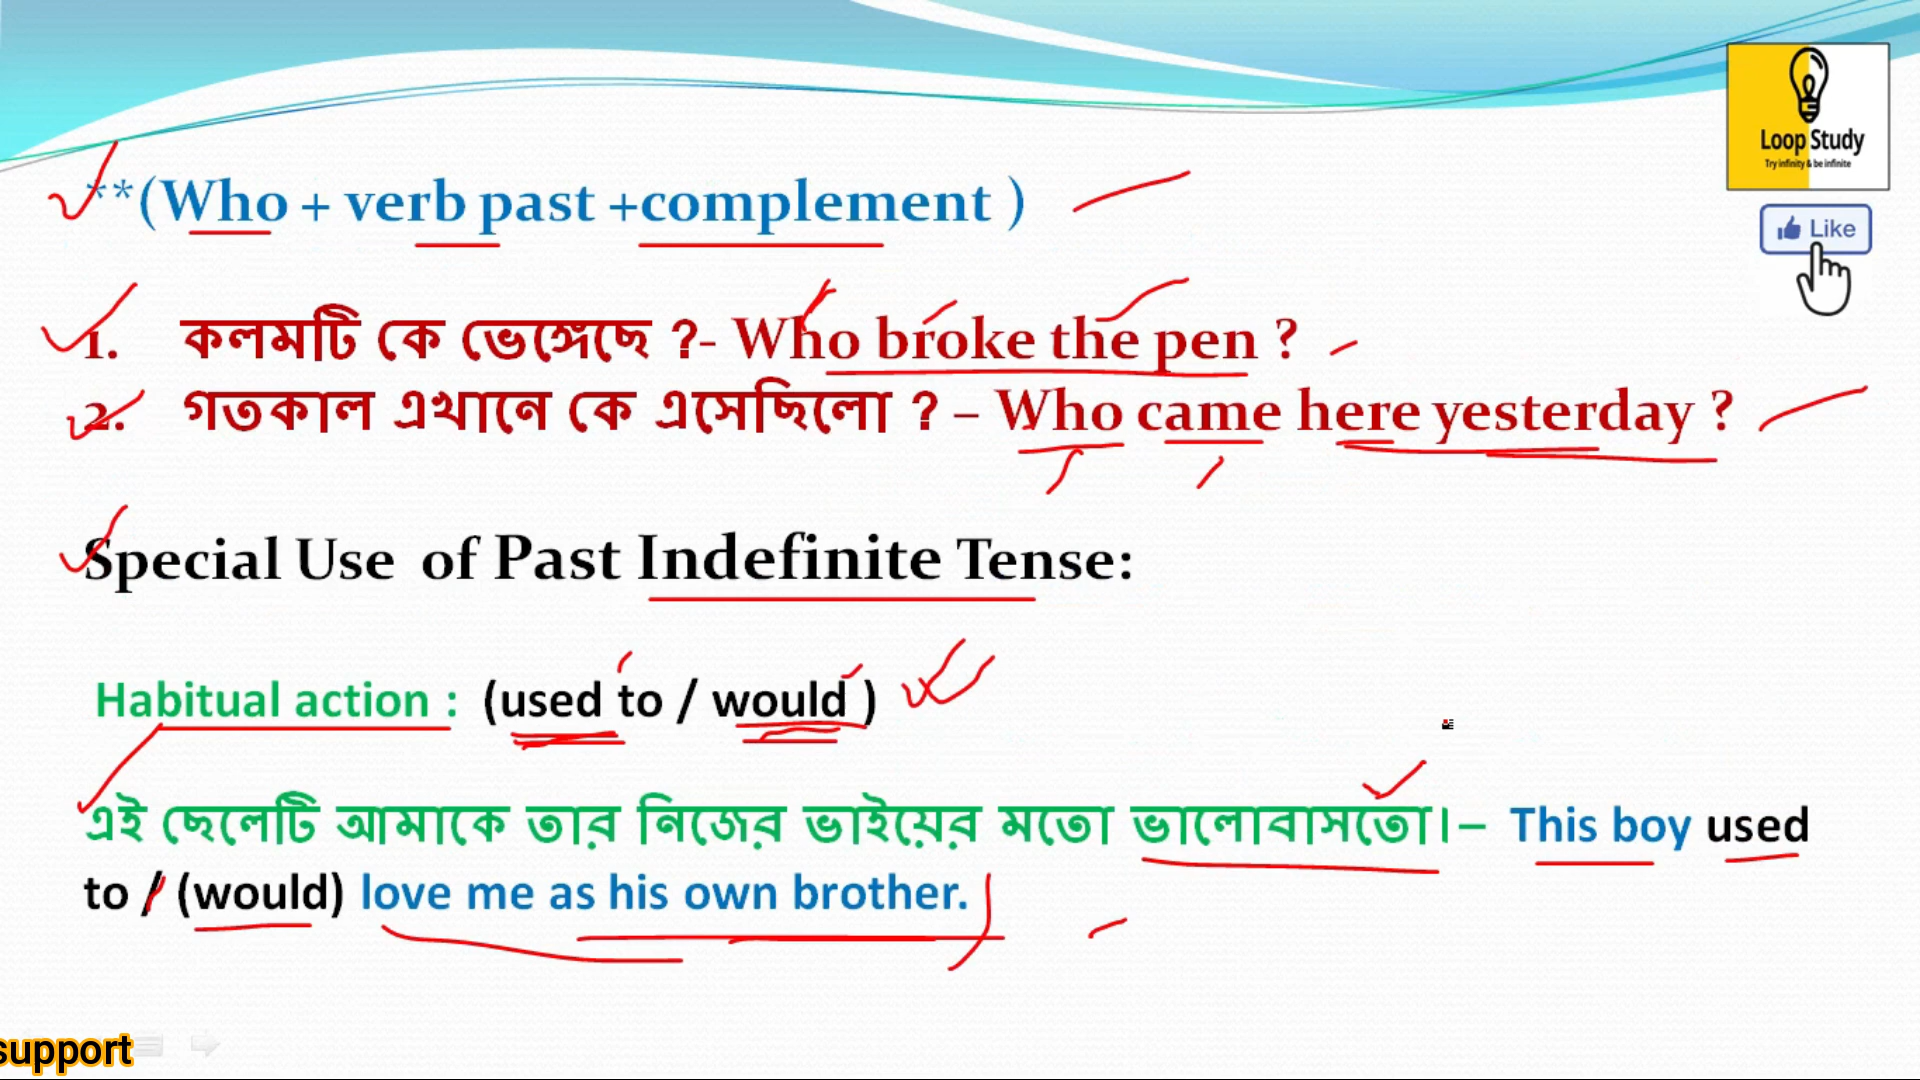 Loop Study
Try infinity & be infinite
Like
**(Who + verb past +complement )
1. কলমটি কে ভেঙ্গেছে ?- Who broke the pen ?
2. গতকাল এখানে কে এসেছিলো ? – Who came here yesterday ?
Special Use of Past Indefinite Tense:
Habitual action : (used to / would )
এই ছেলেটি আমাকে তার নিজের ভাইয়ের মতো ভালোবাসতো।– This boy used
to / (would) love me as his own brother.
support